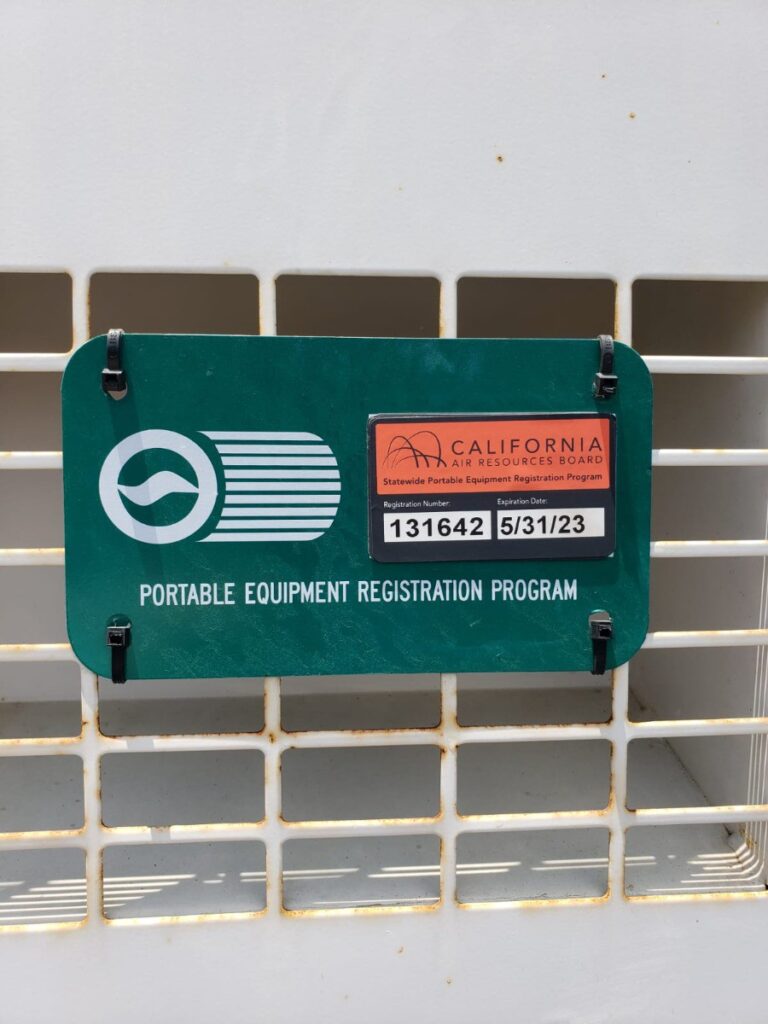 CALIFORNIA
AIR RESOURCES BOARD
Statewide Portable Equipment Registration Program
Registration Number: Expiration Date:
131642 5/31/23
PORTABLE EQUIPMENT REGISTRATION PROGRAM